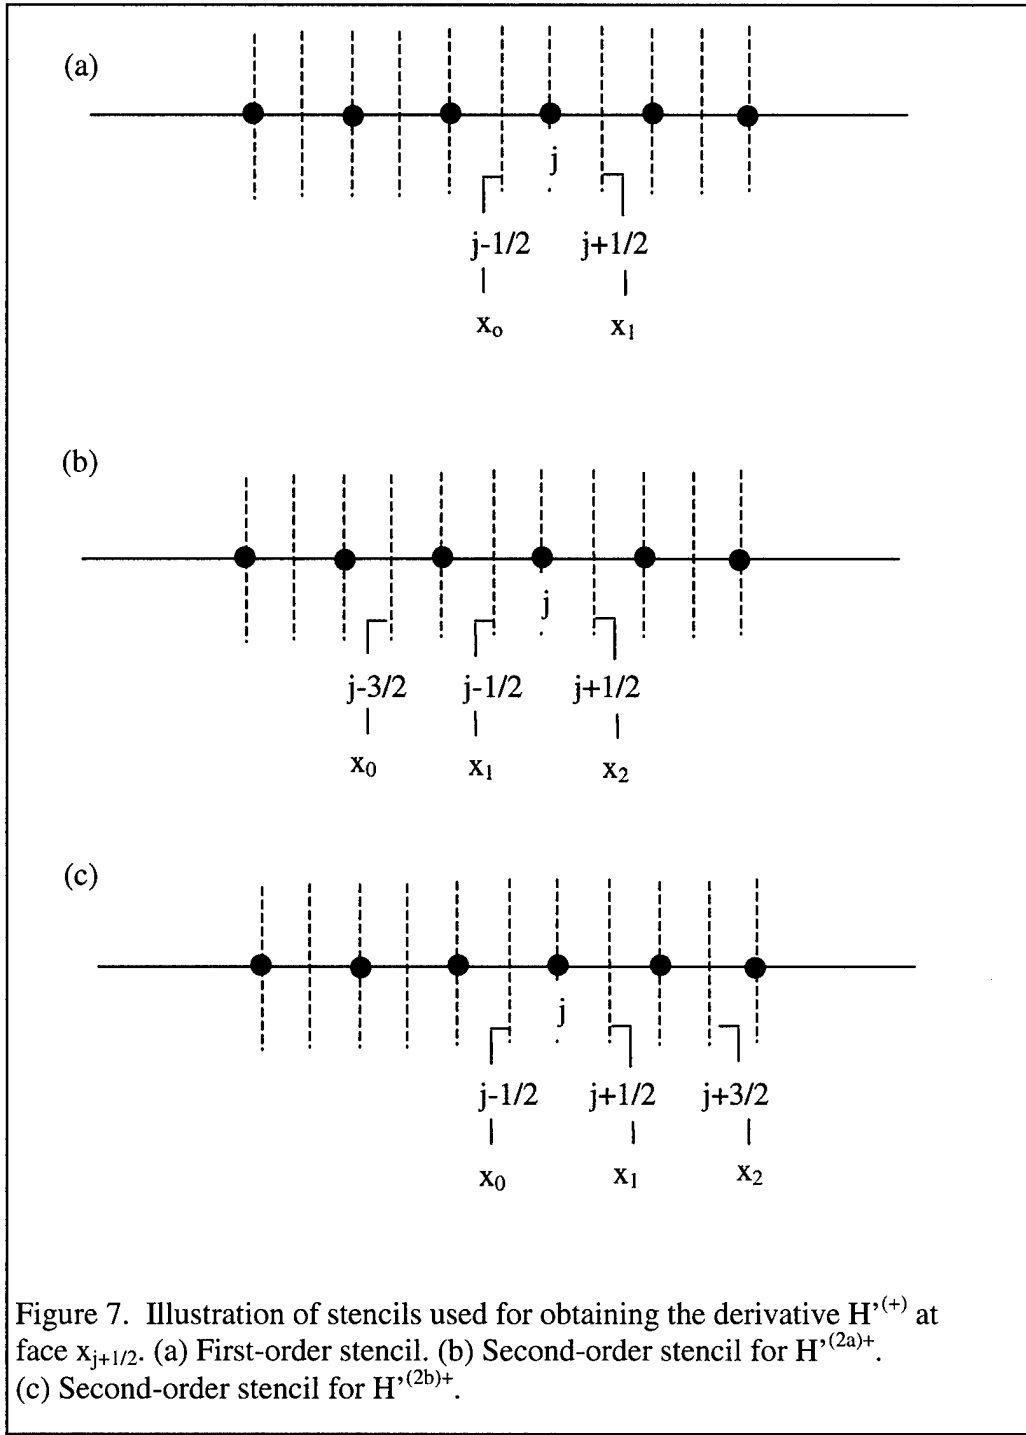 (a)
j
j-1/2 j+1/2
x₀ x₁
(b)
j
j-3/2 j-1/2 j+1/2
x₀ x₁ x₂
(c)
j
j-1/2 j+1/2 j+3/2
x₀ x₁ x₂
Figure 7. Illustration of stencils used for obtaining the derivative H’⁽⁺⁾ at
face xⱼ₊₁/₂. (a) First-order stencil. (b) Second-order stencil for H’⁽²ᵃ⁾⁺.
(c) Second-order stencil for H’⁽²ᵇ⁾⁺.